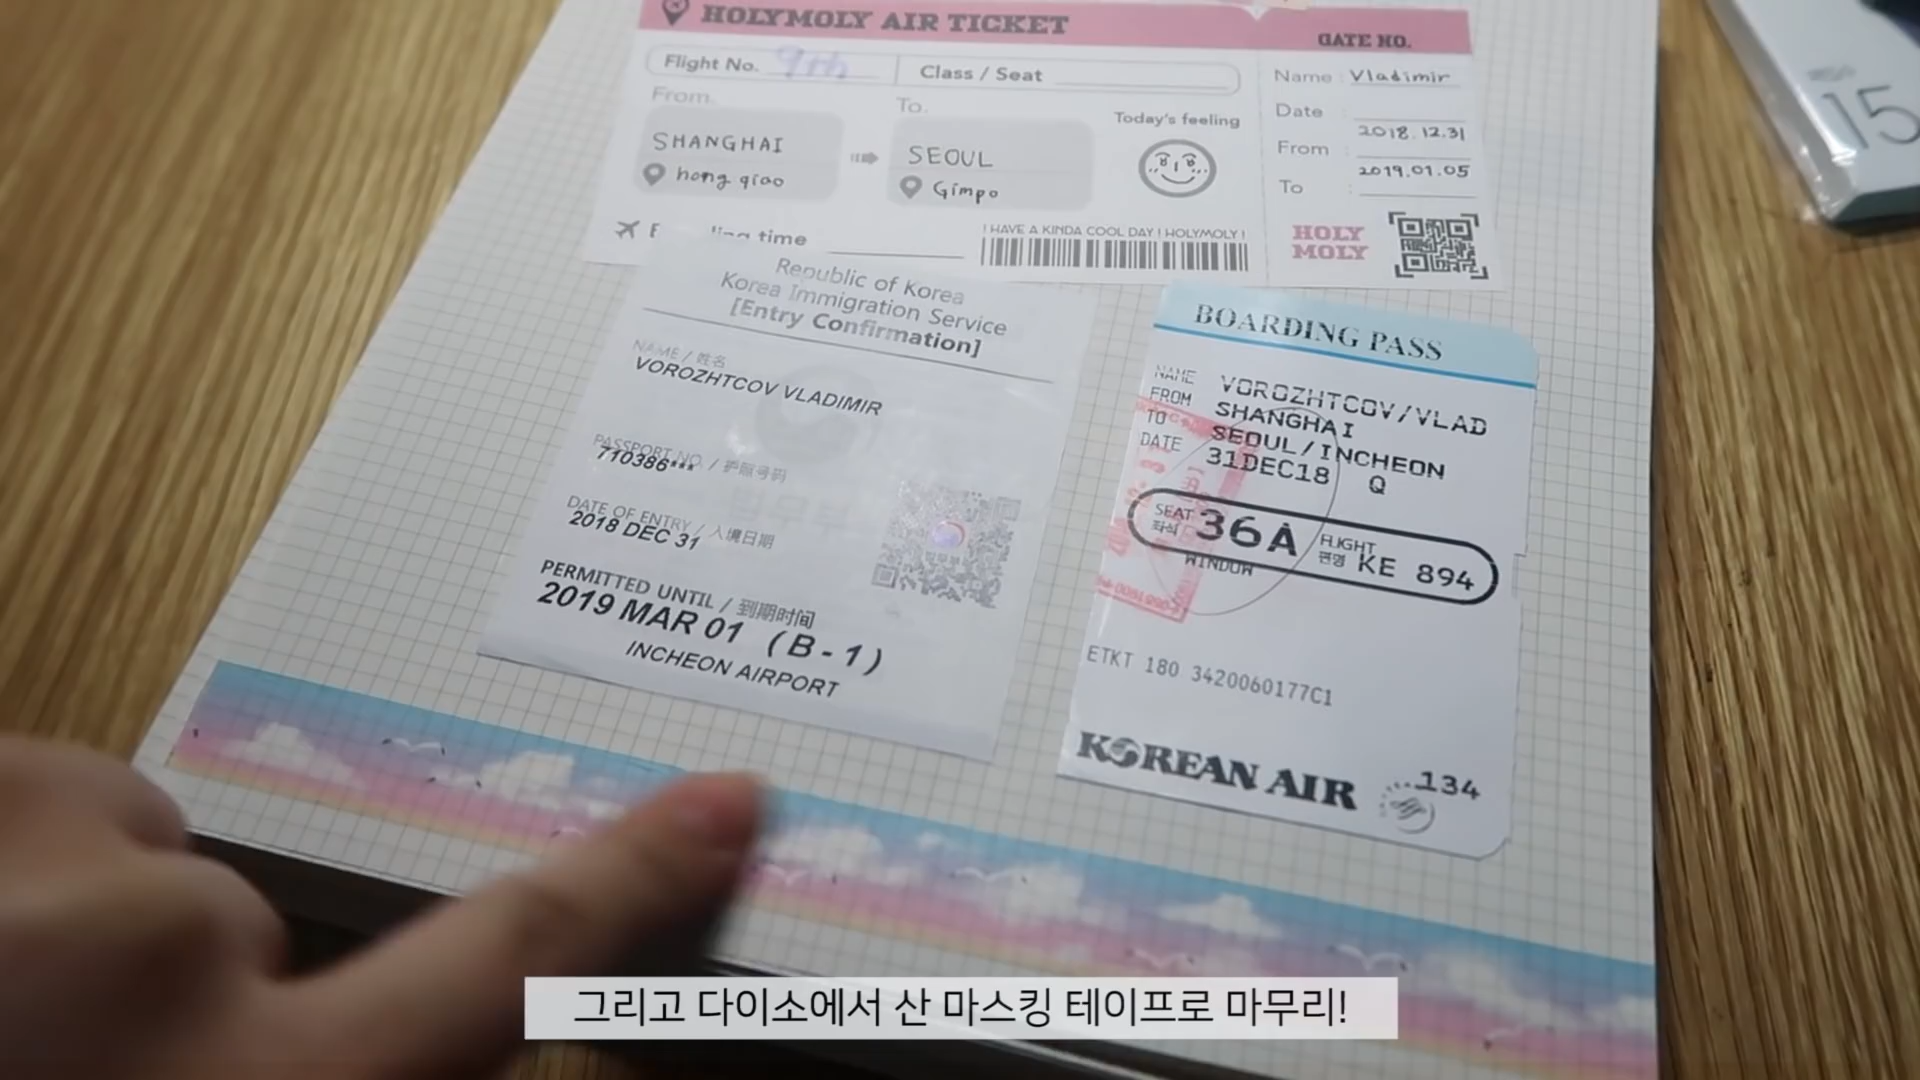 HOLYMOLY AIR TICKET
GATE NO.
Flight No. 9th
Class / Seat
From.
SHANGHAI
hong qiao
To.
SEOUL
Gimpo
Today's feeling
Name Vladimir
Date
2018.12.31
From
2019.01.05
To
time
I HAVE A KINDA COOL DAY! HOLYMOLY!
HOLY
MOLY
Republic of Korea
Korea Immigration Service
[Entry Confirmation]
NAME / 姓名
VOROZHTCOV VLADIMIR
PASSPORT NO. / 护照号码
710386***
DATE OF ENTRY / 入境日期
2018 DEC 31
PERMITTED UNTIL / 到期时间
2019 MAR 01 (B-1)
INCHEON AIRPORT
BOARDING PASS
NAME VOROZHTCOV/VLAD
FROM SHANGHAI
TO SEOUL/INCHEON
DATE 31DEC18 Q
SEAT 36A FLIGHT KE 894
좌석 편명
WINDOW
ETKT 180 3420060177C1
KOREAN AIR
134
15
그리고 다이소에서 산 마스킹 테이프로 마무리!